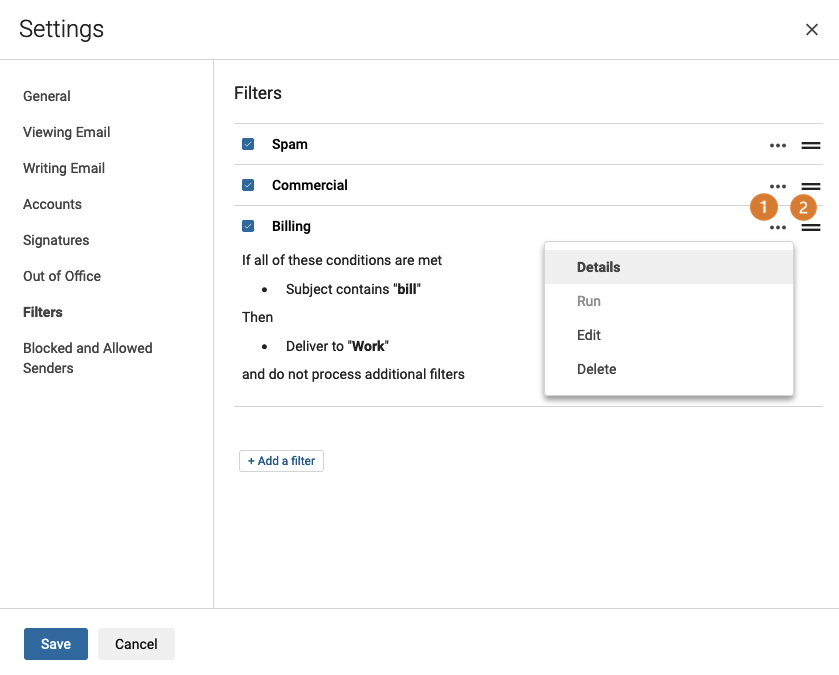 Settings
General
Viewing Email
Writing Email
Accounts
Signatures
Out of Office
Filters
Blocked and Allowed
Senders
Filters
Spam
Commercial
1
2
Billing
If all of these conditions are met
• Subject contains "bill"
Then
• Deliver to "Work"
and do not process additional filters
Details
Run
Edit
Delete
+ Add a filter
Save
Cancel